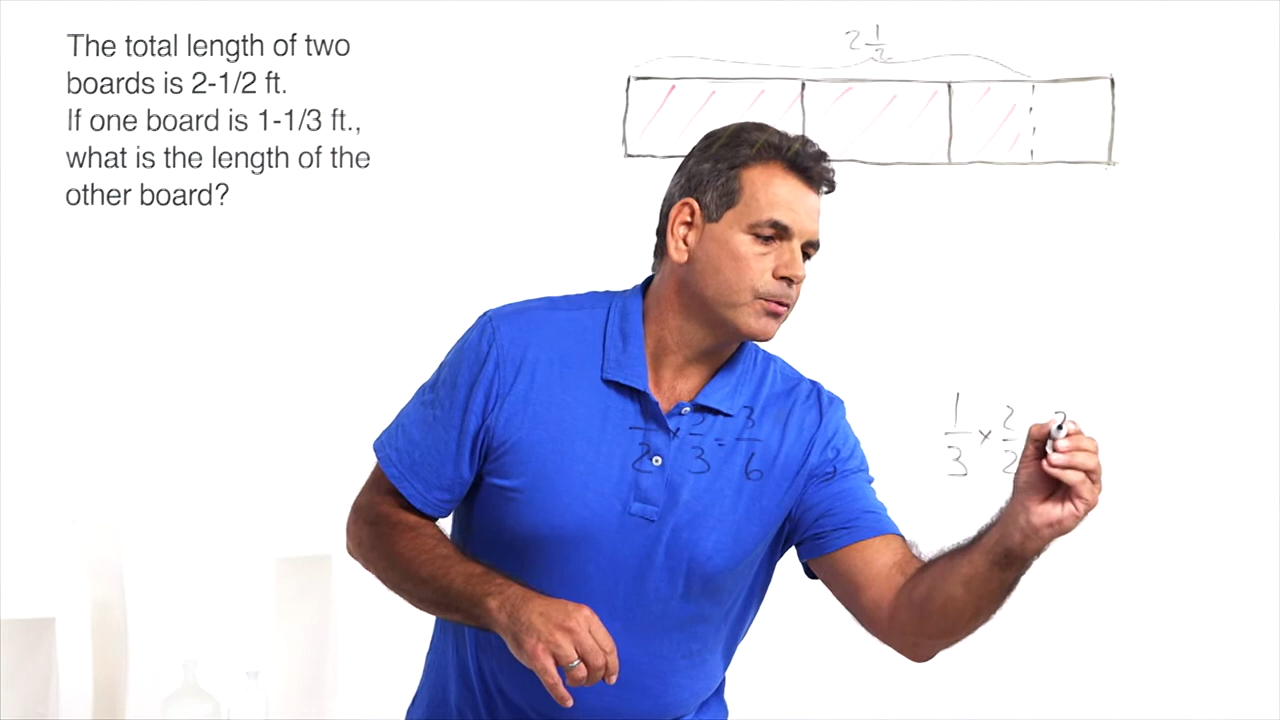 The total length of two
boards is 2-1/2 ft.
If one board is 1-1/3 ft.,
what is the length of the
other board?
2 1/2
1/2 × 3/3 = 3/6
1/3 × 2/2